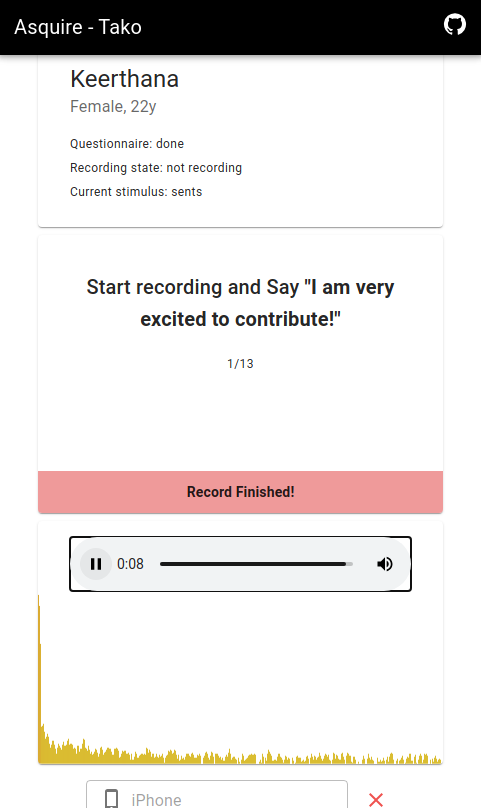 Asquire - Tako
Keerthana
Female, 22y
Questionnaire: done
Recording state: not recording
Current stimulus: sents
Start recording and Say "I am very
excited to contribute!"
1/13
Record Finished!
0:08
iPhone